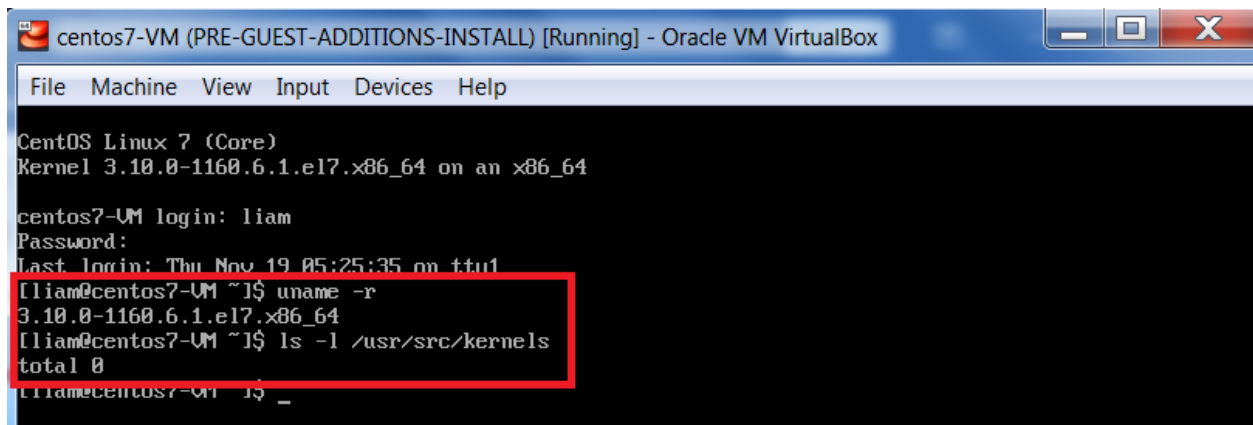 centos7-VM (PRE-GUEST-ADDITIONS-INSTALL) [Running] - Oracle VM VirtualBox
File Machine View Input Devices Help
CentOS Linux 7 (Core)
Kernel 3.10.0-1160.6.1.el7.x86_64 on an x86_64
centos7-VM login: liam
Password:
Last login: Thu Nov 19 05:25:35 on tty1
[liam@centos7-VM ~]$ uname -r
3.10.0-1160.6.1.el7.x86_64
[liam@centos7-VM ~]$ ls -l /usr/src/kernels
total 0
[liam@centos7-VM ~]$ _